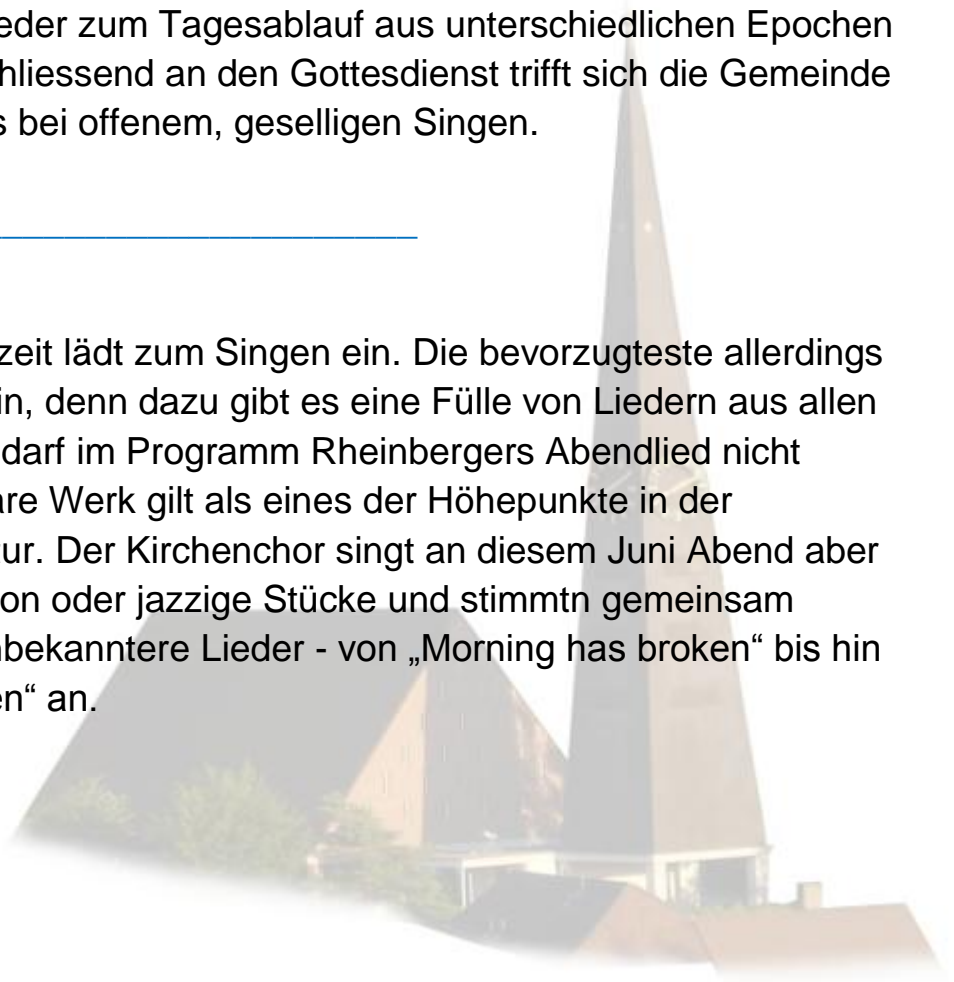 eder zum Tagesablauf aus unterschiedlichen Epochen
hliessend an den Gottesdienst trifft sich die Gemeinde
s bei offenem, geselligen Singen.
zeit lädt zum Singen ein. Die bevorzugteste allerdings
in, denn dazu gibt es eine Fülle von Liedern aus allen
darf im Programm Rheinbergers Abendlied nicht
are Werk gilt als eines der Höhepunkte in der
ur. Der Kirchenchor singt an diesem Juni Abend aber
on oder jazzige Stücke und stimmtn gemeinsam
nbekanntere Lieder - von „Morning has broken“ bis hin
en“ an.